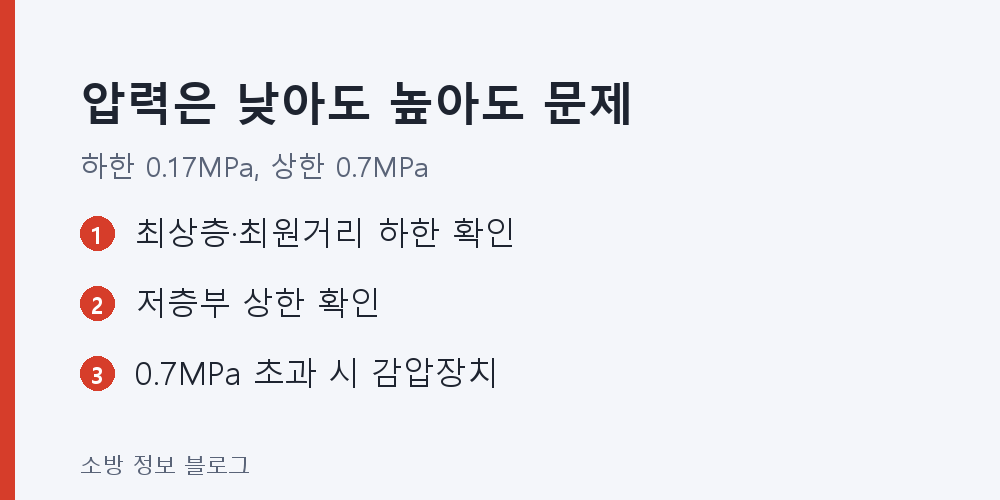 압력은 낮아도 높아도 문제
하한 0.17MPa, 상한 0.7MPa
1 최상층·최원거리 하한 확인
2 저층부 상한 확인
3 0.7MPa 초과 시 감압장치
소방 정보 블로그